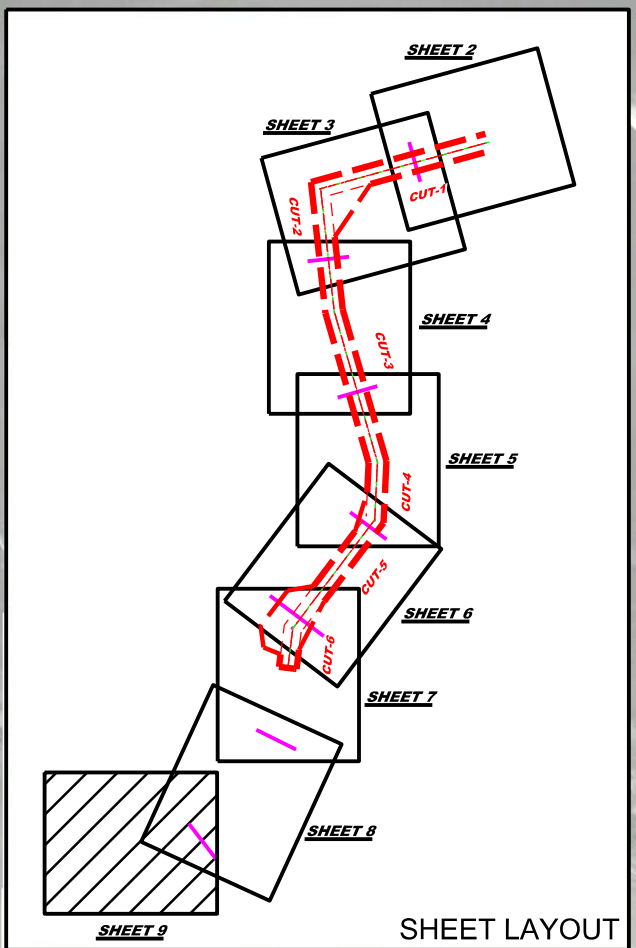 SHEET 2
SHEET 3
CUT-1
CUT-2
SHEET 4
CUT-3
SHEET 5
CUT-4
CUT-5
SHEET 6
CUT-6
SHEET 7
SHEET 8
SHEET 9
SHEET LAYOUT